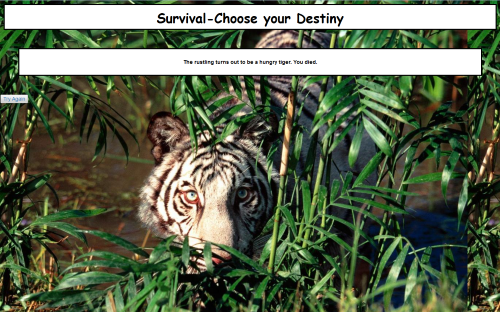 Survival-Choose your Destiny
The rustling turns out to be a hungry tiger. You died.
Try Again